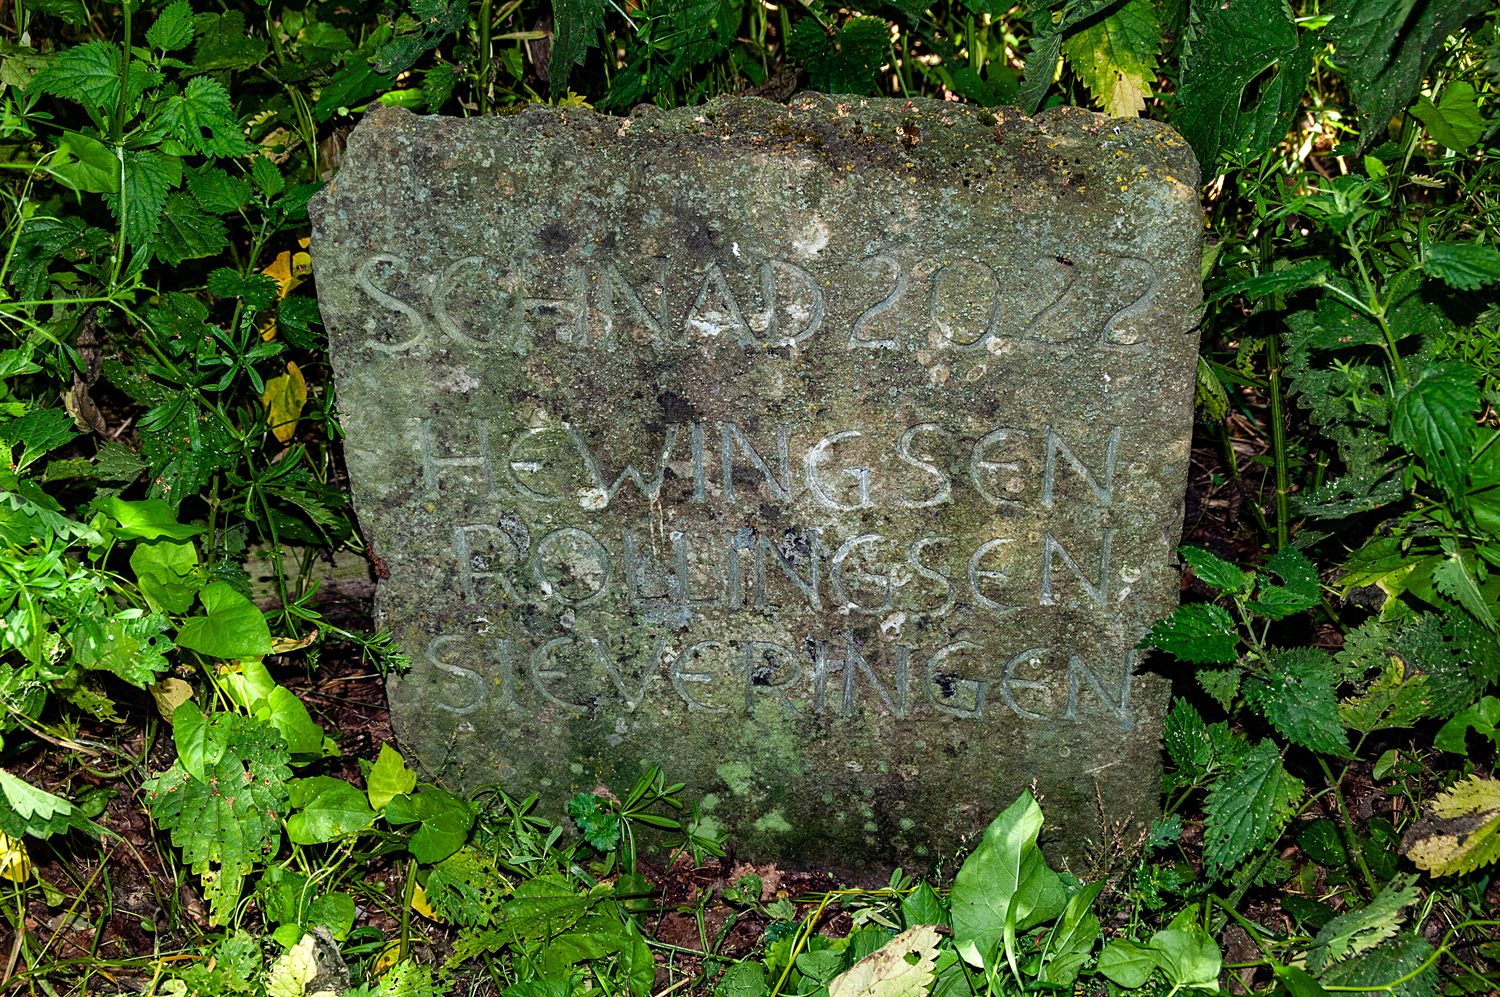 SCHNAD 2022
HEWINGSEN
ROLLINGSEN
SIEVERINGEN